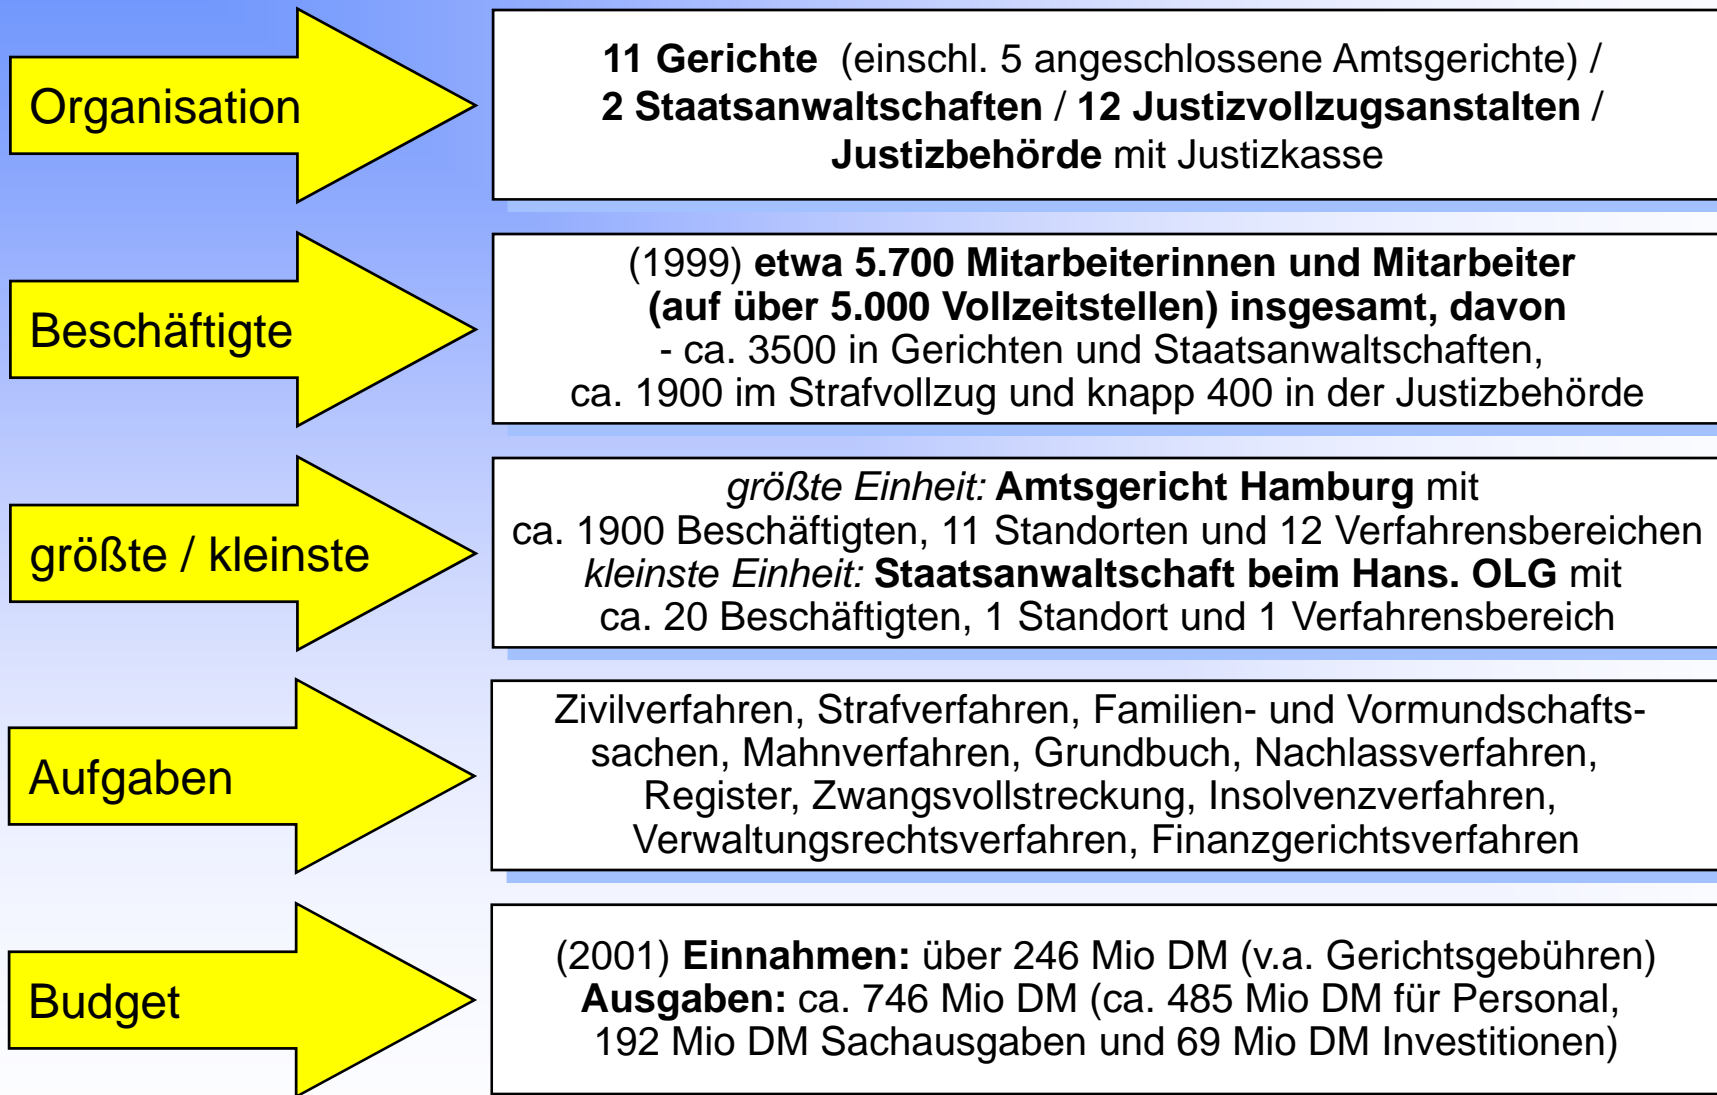 Organisation
11 Gerichte (einschl. 5 angeschlossene Amtsgerichte) /
2 Staatsanwaltschaften / 12 Justizvollzugsanstalten /
Justizbehörde mit Justizkasse
Beschäftigte
(1999) etwa 5.700 Mitarbeiterinnen und Mitarbeiter
(auf über 5.000 Vollzeitstellen) insgesamt, davon
- ca. 3500 in Gerichten und Staatsanwaltschaften,
ca. 1900 im Strafvollzug und knapp 400 in der Justizbehörde
größte / kleinste
größte Einheit: Amtsgericht Hamburg mit
ca. 1900 Beschäftigten, 11 Standorten und 12 Verfahrensbereichen
kleinste Einheit: Staatsanwaltschaft beim Hans. OLG mit
ca. 20 Beschäftigten, 1 Standort und 1 Verfahrensbereich
Aufgaben
Zivilverfahren, Strafverfahren, Familien- und Vormundschafts-
sachen, Mahnverfahren, Grundbuch, Nachlassverfahren,
Register, Zwangsvollstreckung, Insolvenzverfahren,
Verwaltungsrechtsverfahren, Finanzgerichtsverfahren
Budget
(2001) Einnahmen: über 246 Mio DM (v.a. Gerichtsgebühren)
Ausgaben: ca. 746 Mio DM (ca. 485 Mio DM für Personal,
192 Mio DM Sachausgaben und 69 Mio DM Investitionen)